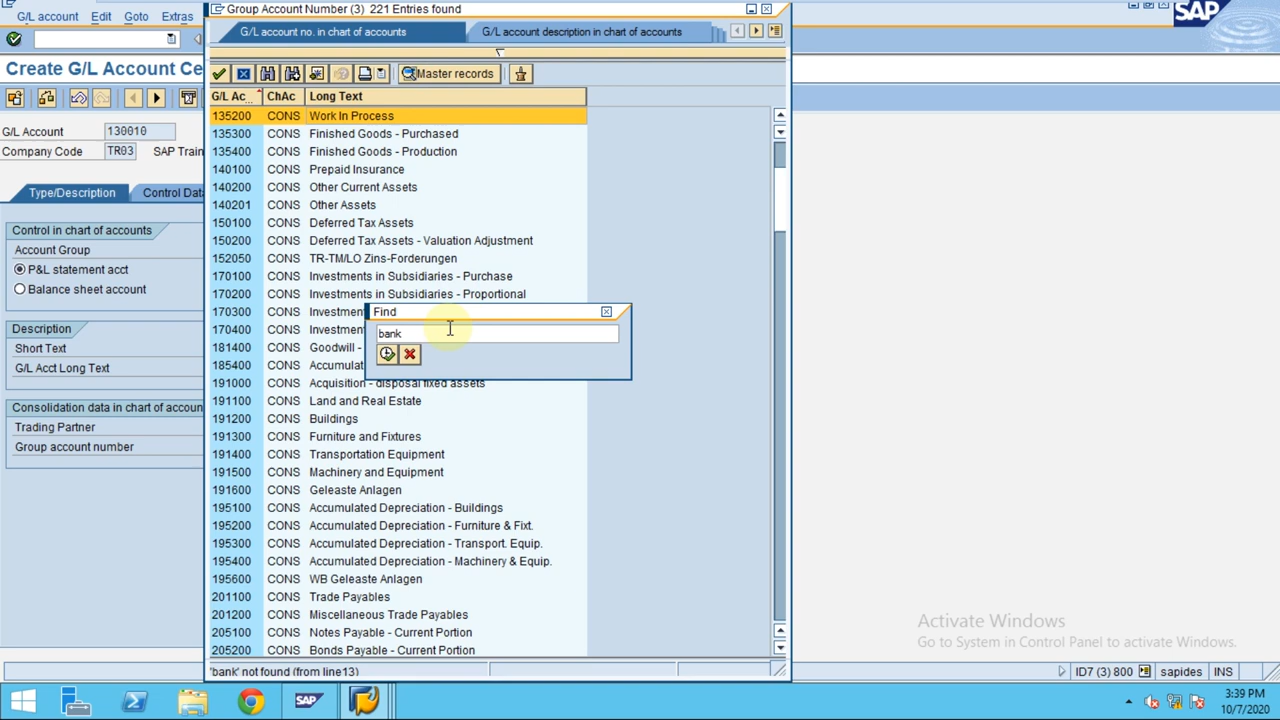 G/L account Edit Goto Extras
SAP
Create G/L Account Ce
G/L Account 130010
Company Code TR03 SAP Train
Type/Description Control Data
Control in chart of accounts
Account Group
P&L statement acct
Balance sheet account
Description
Short Text
G/L Acct Long Text
Consolidation data in chart of accoun
Trading Partner
Group account number
Group Account Number (3) 221 Entries found
G/L account no. in chart of accounts G/L account description in chart of accounts
Master records
G/L Ac... ChAc Long Text
135200 CONS Work In Process
135300 CONS Finished Goods - Purchased
135400 CONS Finished Goods - Production
140100 CONS Prepaid Insurance
140200 CONS Other Current Assets
140201 CONS Other Assets
150100 CONS Deferred Tax Assets
150200 CONS Deferred Tax Assets - Valuation Adjustment
152050 CONS TR-TM/LO Zins-Forderungen
170100 CONS Investments in Subsidiaries - Purchase
170200 CONS Investments in Subsidiaries - Proportional
170300 CONS Investmen
170400 CONS Investmen
181400 CONS Goodwill -
185400 CONS Accumulat
191000 CONS Acquisition - disposal fixed assets
191100 CONS Land and Real Estate
191200 CONS Buildings
191300 CONS Furniture and Fixtures
191400 CONS Transportation Equipment
191500 CONS Machinery and Equipment
191600 CONS Geleaste Anlagen
195100 CONS Accumulated Depreciation - Buildings
195200 CONS Accumulated Depreciation - Furniture & Fixt.
195300 CONS Accumulated Depreciation - Transport. Equip.
195400 CONS Accumulated Depreciation - Machinery & Equip.
195600 CONS WB Geleaste Anlagen
201100 CONS Trade Payables
201200 CONS Miscellaneous Trade Payables
205100 CONS Notes Payable - Current Portion
205200 CONS Bonds Payable - Current Portion
'bank' not found (from line13)
Find
bank
Activate Windows
Go to System in Control Panel to activate Windows.
ID7 (3) 800 sapides INS
SAP
3:39 PM
10/7/2020